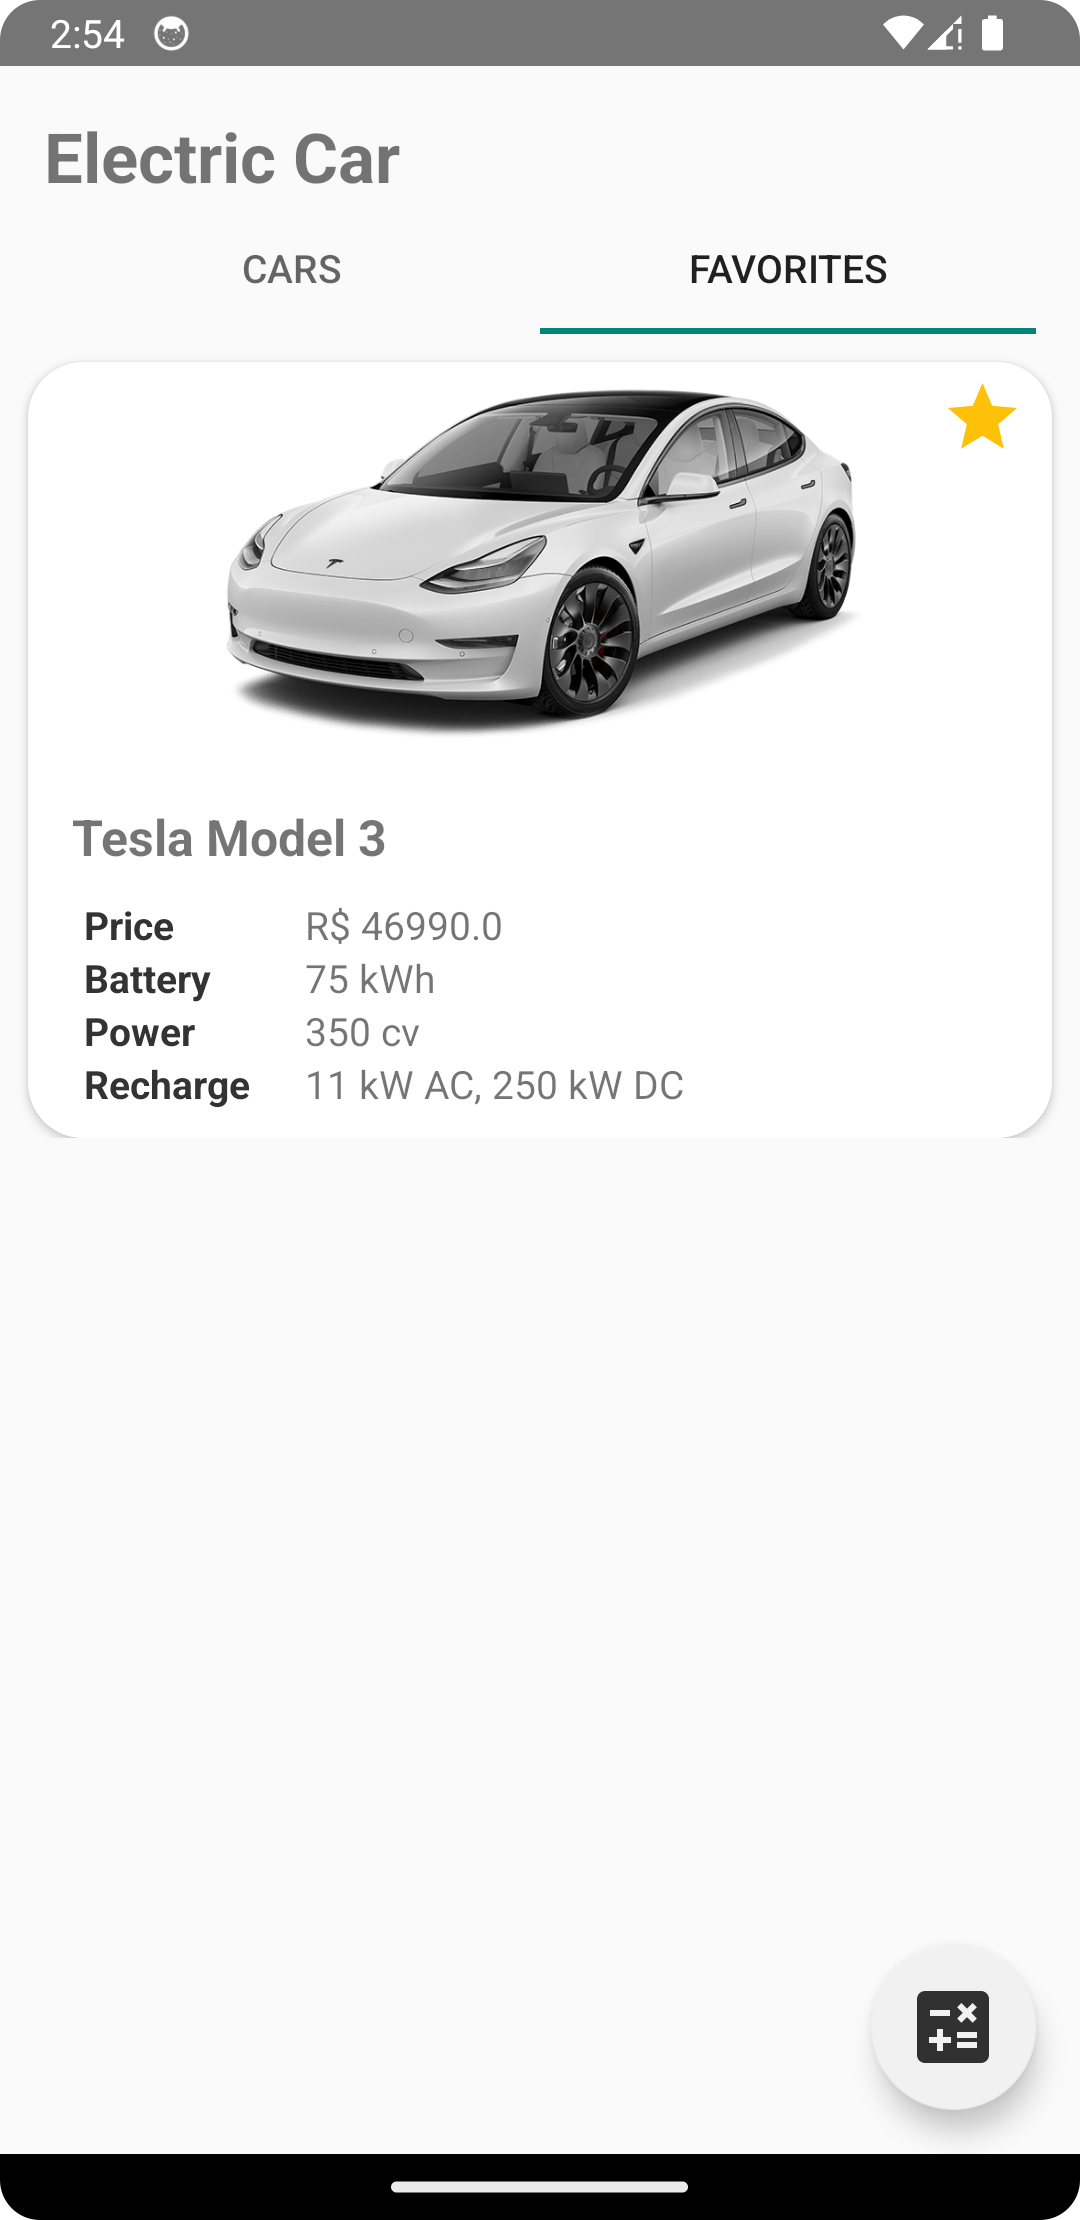 2:54
Electric Car
CARS FAVORITES
Tesla Model 3
Price R$ 46990.0
Battery 75 kWh
Power 350 cv
Recharge 11 kW AC, 250 kW DC